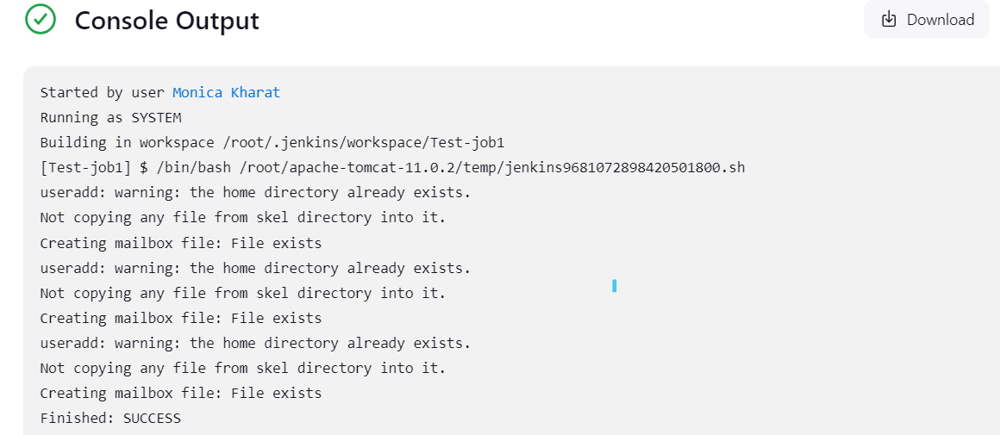 Console Output
Download
Started by user Monica Kharat
Running as SYSTEM
Building in workspace /root/.jenkins/workspace/Test-job1
[Test-job1] $ /bin/bash /root/apache-tomcat-11.0.2/temp/jenkins9681072898420501800.sh
useradd: warning: the home directory already exists.
Not copying any file from skel directory into it.
Creating mailbox file: File exists
useradd: warning: the home directory already exists.
Not copying any file from skel directory into it.
Creating mailbox file: File exists
useradd: warning: the home directory already exists.
Not copying any file from skel directory into it.
Creating mailbox file: File exists
Finished: SUCCESS